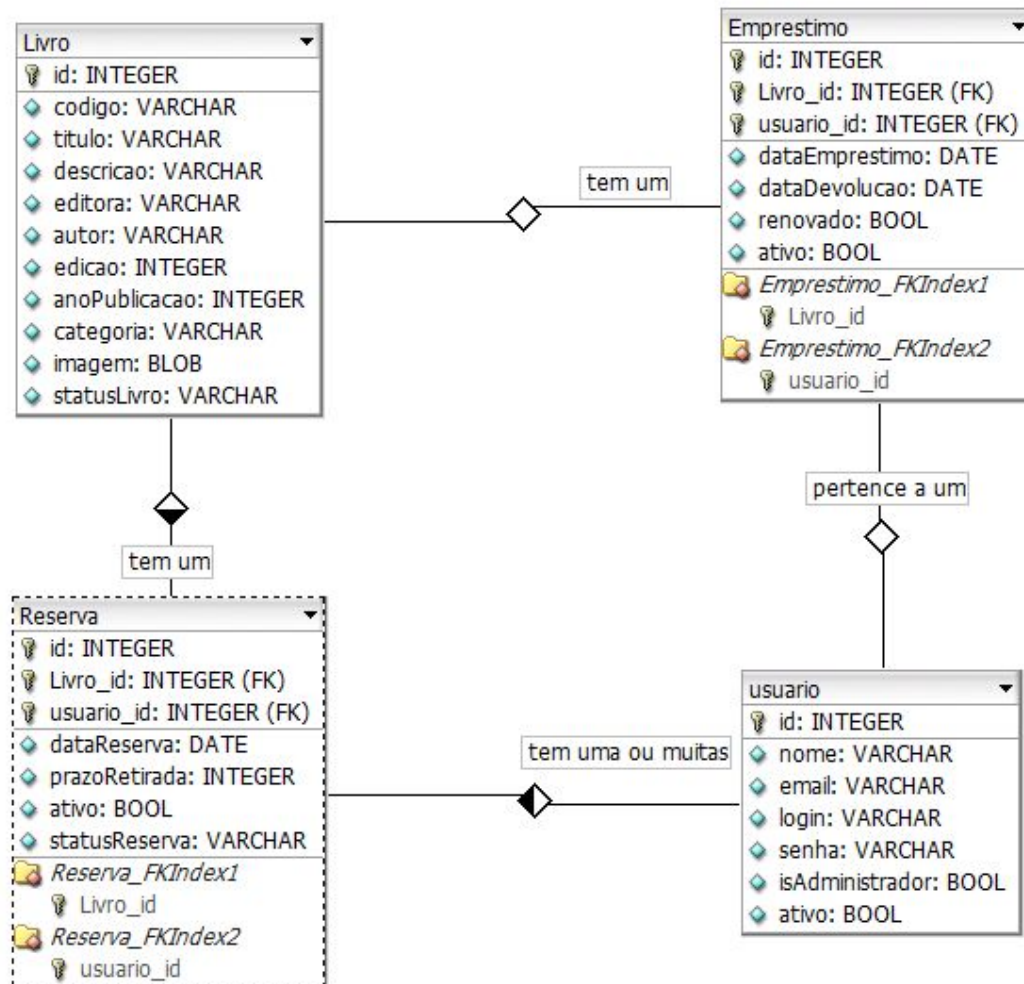 Livro
id: INTEGER
codigo: VARCHAR
titulo: VARCHAR
descricao: VARCHAR
editora: VARCHAR
autor: VARCHAR
edicao: INTEGER
anoPublicacao: INTEGER
categoria: VARCHAR
imagem: BLOB
statusLivro: VARCHAR
tem um
Emprestimo
id: INTEGER
Livro_id: INTEGER (FK)
usuario_id: INTEGER (FK)
dataEmprestimo: DATE
dataDevolucao: DATE
renovado: BOOL
ativo: BOOL
Emprestimo_FKIndex1
Livro_id
Emprestimo_FKIndex2
usuario_id
pertence a um
tem um
Reserva
id: INTEGER
Livro_id: INTEGER (FK)
usuario_id: INTEGER (FK)
dataReserva: DATE
prazoRetirada: INTEGER
ativo: BOOL
statusReserva: VARCHAR
Reserva_FKIndex1
Livro_id
Reserva_FKIndex2
usuario_id
tem uma ou muitas
usuario
id: INTEGER
nome: VARCHAR
email: VARCHAR
login: VARCHAR
senha: VARCHAR
isAdministrador: BOOL
ativo: BOOL